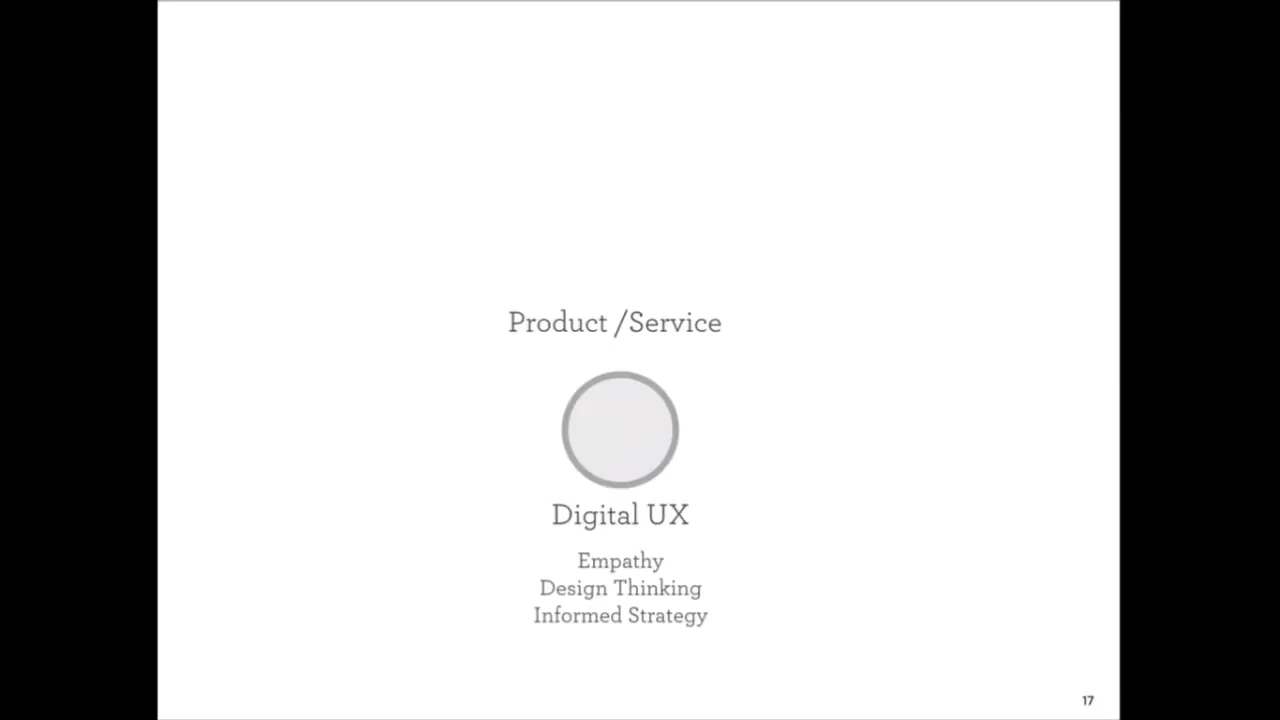 Product /Service
Digital UX
Empathy
Design Thinking
Informed Strategy
17